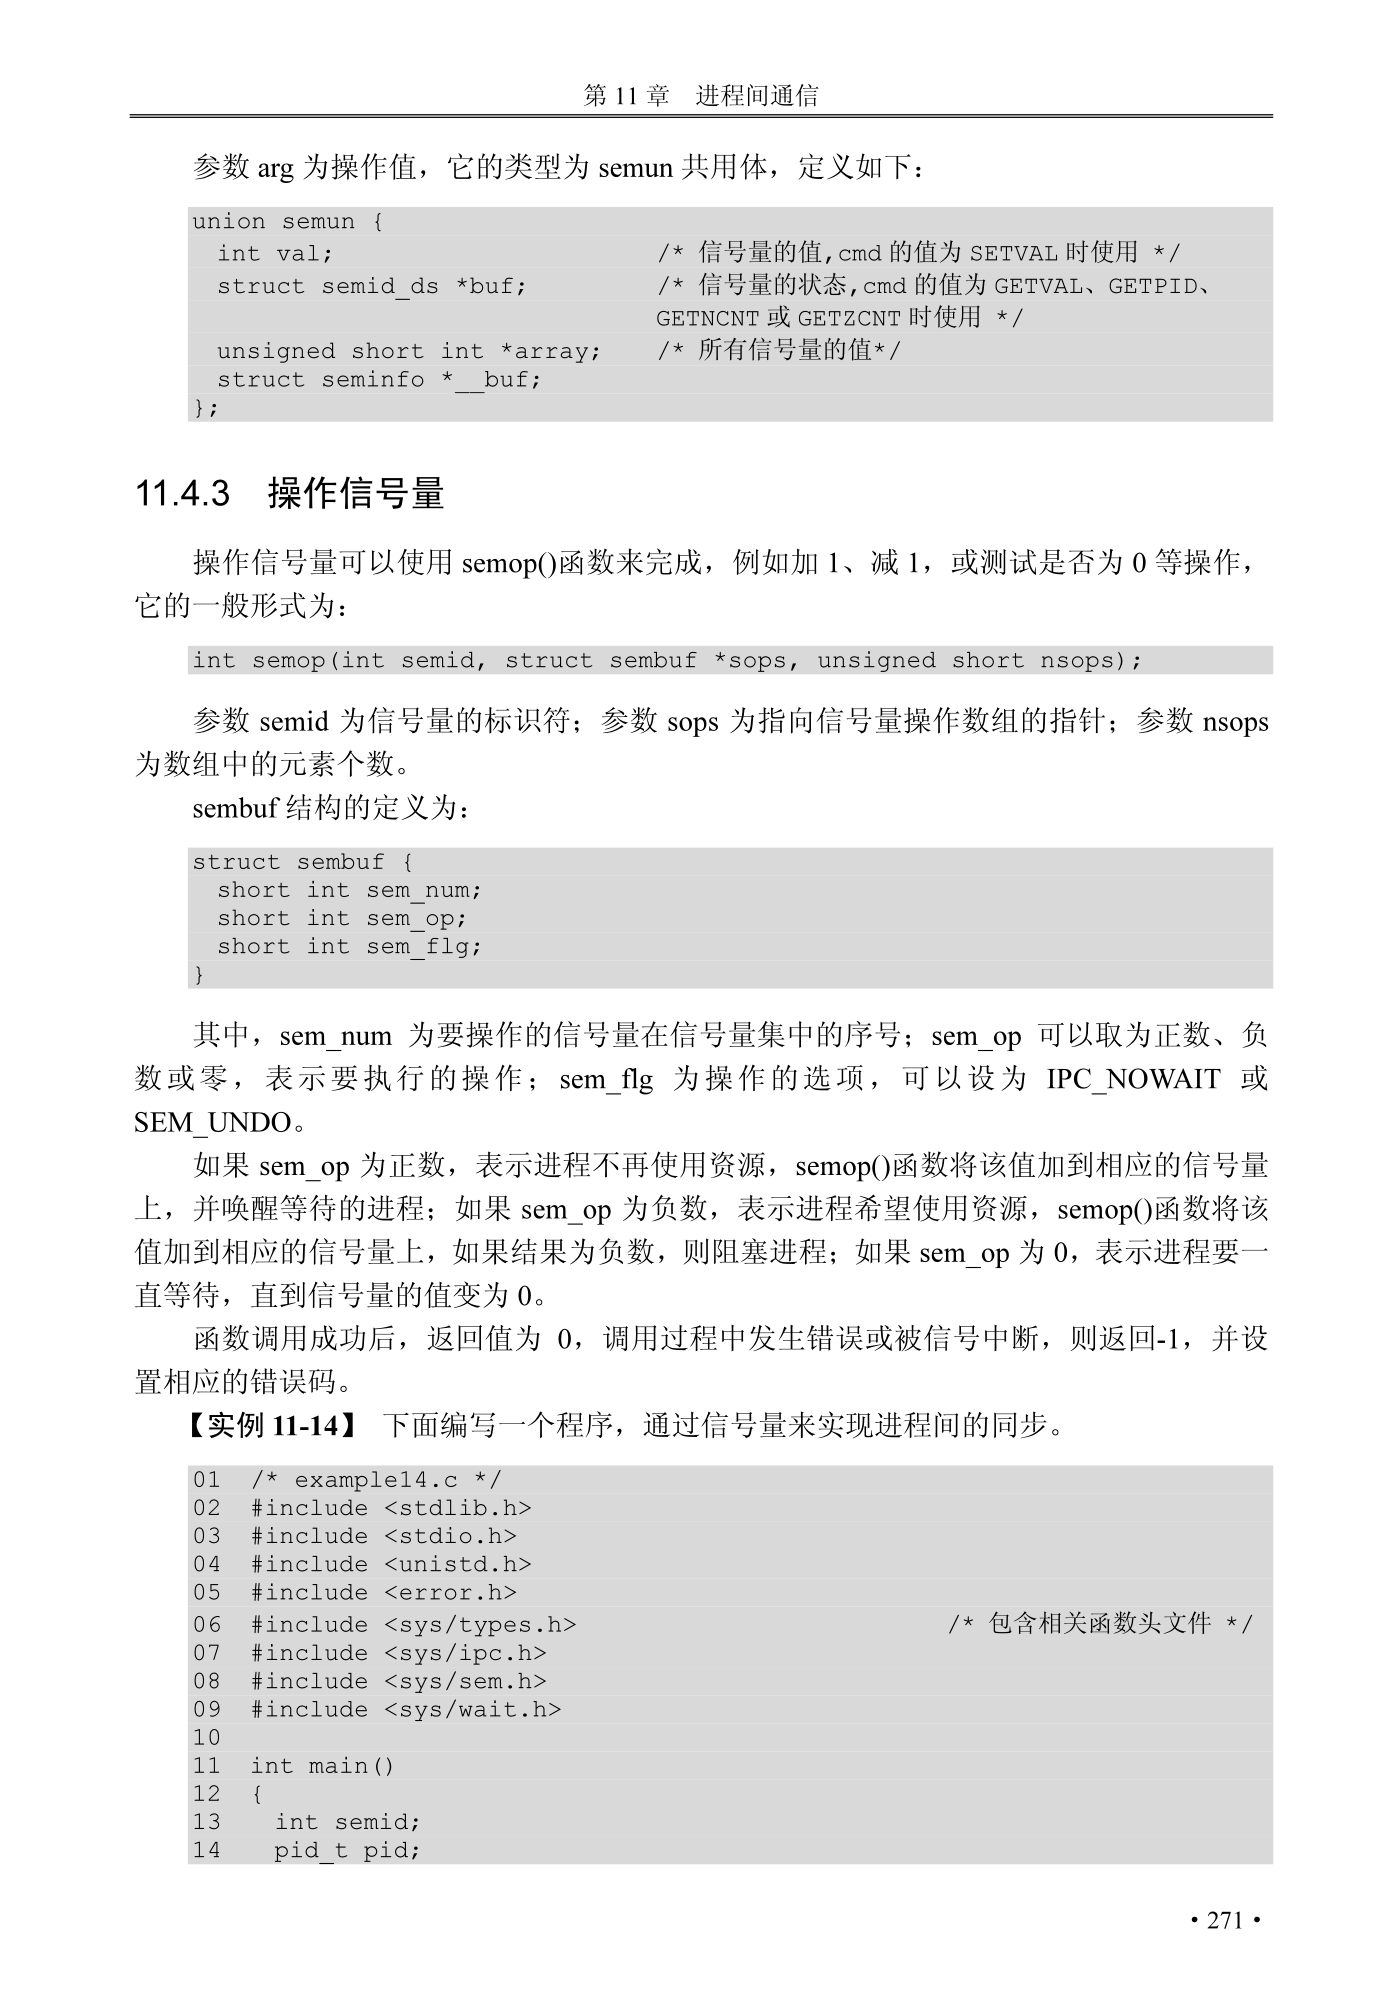 第 11 章　进程间通信
参数 arg 为操作值，它的类型为 semun 共用体，定义如下：
union semun {
  int val;                      /* 信号量的值,cmd 的值为 SETVAL 时使用 */
  struct semid_ds *buf;         /* 信号量的状态,cmd 的值为 GETVAL、GETPID、
                                GETNCNT 或 GETZCNT 时使用 */
  unsigned short int *array;    /* 所有信号量的值*/
  struct seminfo *__buf;
};
11.4.3　操作信号量
操作信号量可以使用 semop()函数来完成，例如加 1、减 1，或测试是否为 0 等操作，
它的一般形式为：
int semop(int semid, struct sembuf *sops, unsigned short nsops);
参数 semid 为信号量的标识符；参数 sops 为指向信号量操作数组的指针；参数 nsops
为数组中的元素个数。
sembuf 结构的定义为：
struct sembuf {
  short int sem_num;
  short int sem_op;
  short int sem_flg;
}
其中，sem_num 为要操作的信号量在信号量集中的序号；sem_op 可以取为正数、负
数或零，表示要执行的操作；sem_flg 为操作的选项，可以设为 IPC_NOWAIT 或
SEM_UNDO。
如果 sem_op 为正数，表示进程不再使用资源，semop()函数将该值加到相应的信号量
上，并唤醒等待的进程；如果 sem_op 为负数，表示进程希望使用资源，semop()函数将该
值加到相应的信号量上，如果结果为负数，则阻塞进程；如果 sem_op 为 0，表示进程要一
直等待，直到信号量的值变为 0。
函数调用成功后，返回值为 0，调用过程中发生错误或被信号中断，则返回-1，并设
置相应的错误码。
【实例 11-14】 下面编写一个程序，通过信号量来实现进程间的同步。
01  /* example14.c */
02  #include <stdlib.h>
03  #include <stdio.h>
04  #include <unistd.h>
05  #include <error.h>
06  #include <sys/types.h>                         /* 包含相关函数头文件 */
07  #include <sys/ipc.h>
08  #include <sys/sem.h>
09  #include <sys/wait.h>
10
11  int main()
12  {
13    int semid;
14    pid_t pid;
• 271 •